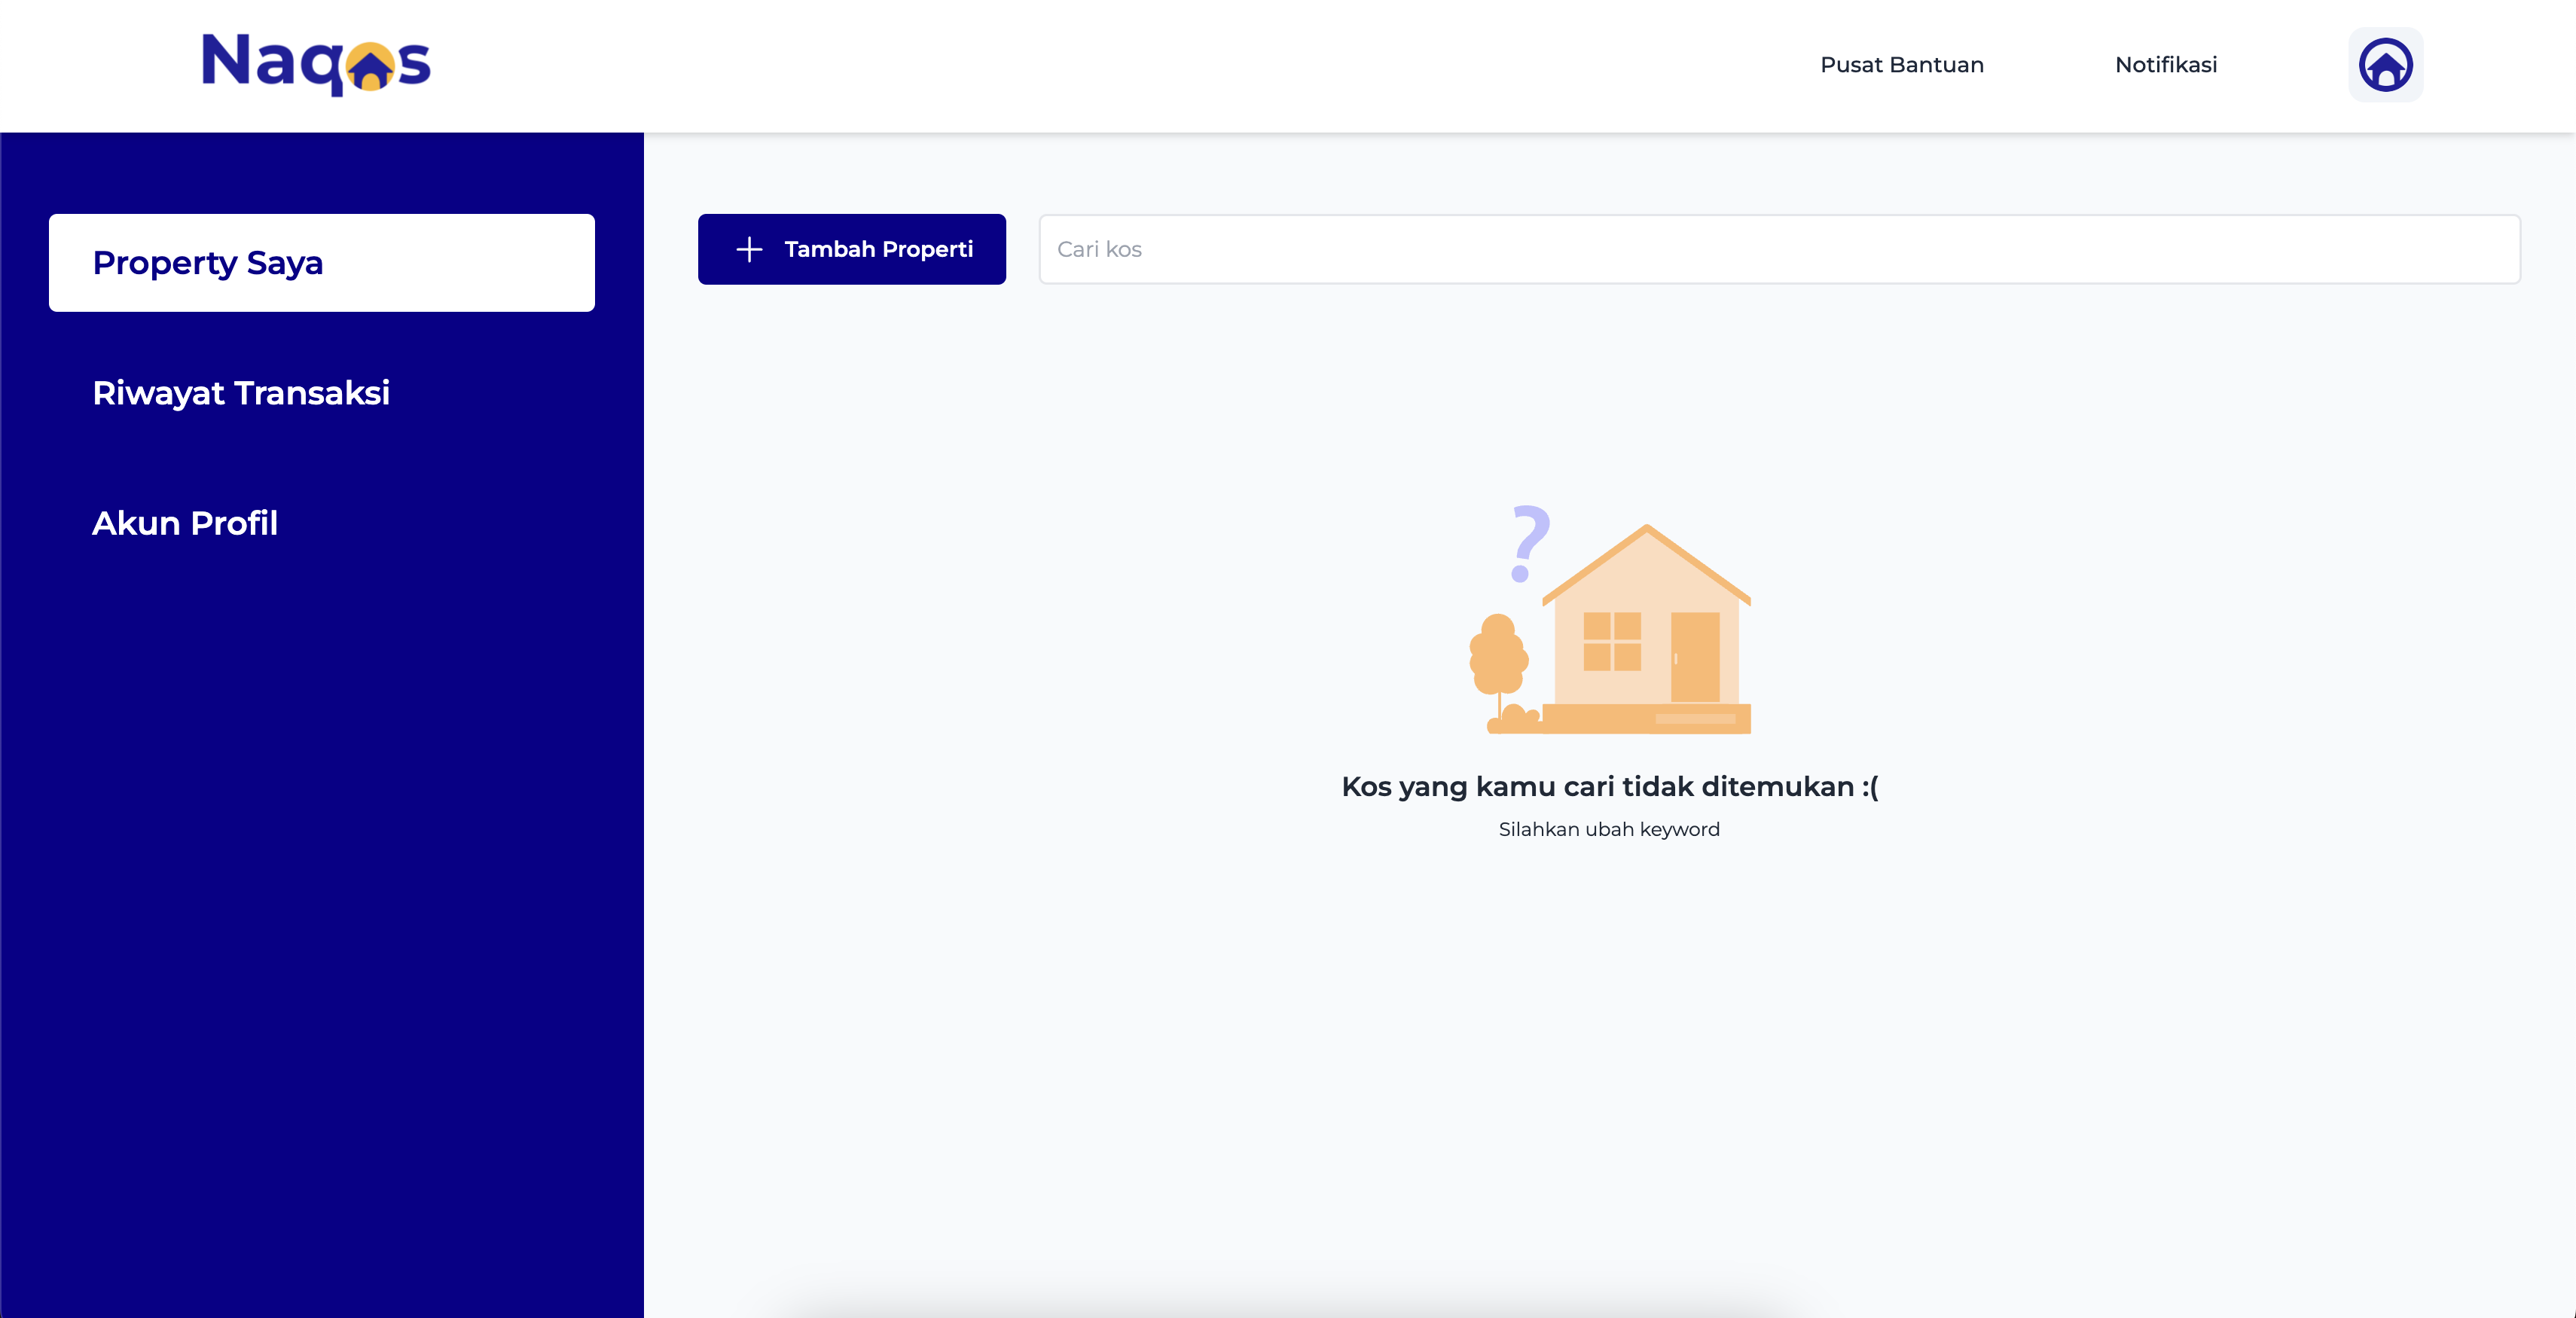 Naqos
Pusat Bantuan
Notifikasi
Property Saya
Riwayat Transaksi
Akun Profil
Tambah Properti
Cari kos
?
Kos yang kamu cari tidak ditemukan :(
Silahkan ubah keyword